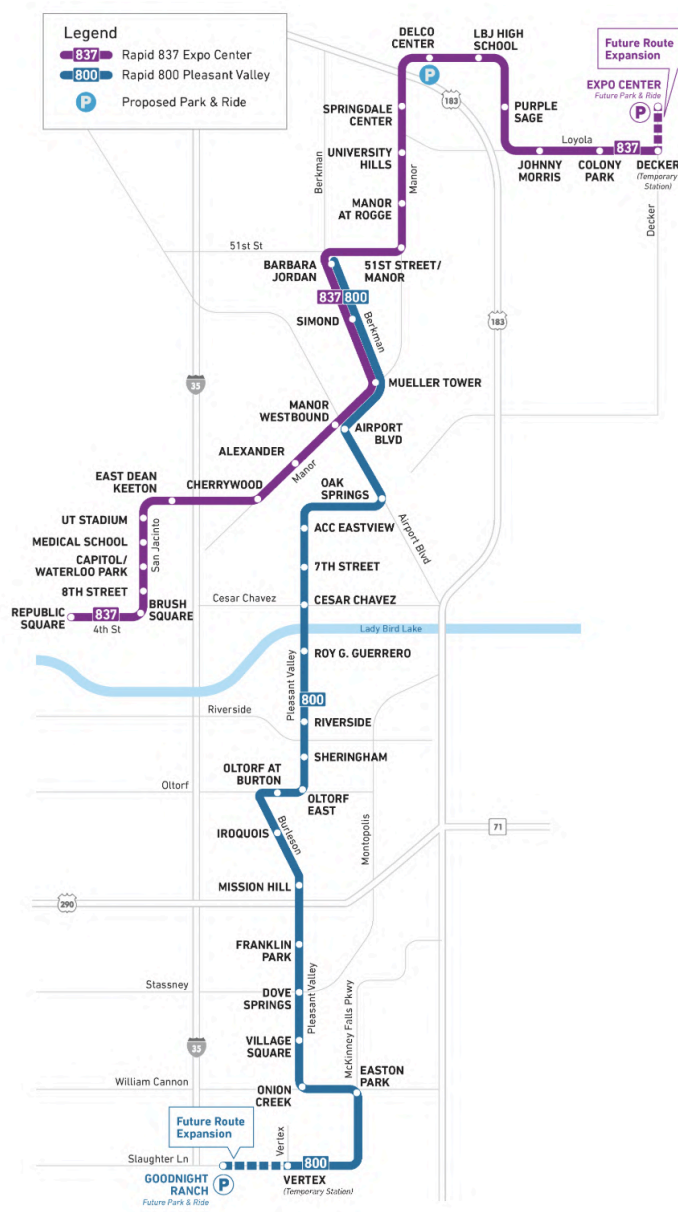 Legend
837 Rapid 837 Expo Center
800 Rapid 800 Pleasant Valley
P Proposed Park & Ride
DELCO
CENTER
LBJ HIGH
SCHOOL
Future Route
Expansion
EXPO CENTER
Future Park & Ride
P
P
183
SPRINGDALE
CENTER
PURPLE
SAGE
Loyola
837
UNIVERSITY
HILLS
JOHNNY
MORRIS
COLONY
PARK
DECKER
(Temporary
Station)
Berkman
Manor
MANOR
AT ROGGE
Decker
51st St
BARBARA
JORDAN
51ST STREET/
MANOR
837 800
SIMOND
Berkman
183
35
MUELLER TOWER
MANOR
WESTBOUND
AIRPORT
BLVD
ALEXANDER
Manor
EAST DEAN
KEETON
CHERRYWOOD
OAK
SPRINGS
UT STADIUM
ACC EASTVIEW
Airport Blvd
MEDICAL SCHOOL
San Jacinto
CAPITOL/
WATERLOO PARK
7TH STREET
8TH STREET
BRUSH
SQUARE
Cesar Chavez
CESAR CHAVEZ
REPUBLIC
SQUARE
837
4th St
Lady Bird Lake
ROY G. GUERRERO
Pleasant Valley
800
Riverside
RIVERSIDE
SHERINGHAM
OLTORF AT
BURTON
Oltorf
OLTORF
EAST
IROQUOIS
Burleson
Montopolis
71
MISSION HILL
290
FRANKLIN
PARK
Stassney
DOVE
SPRINGS
Pleasant Valley
McKinney Falls Pkwy
VILLAGE
SQUARE
35
EASTON
PARK
William Cannon
ONION
CREEK
Future Route
Expansion
Vertex
Slaughter Ln
800
GOODNIGHT
RANCH
Future Park & Ride
P
VERTEX
(Temporary Station)